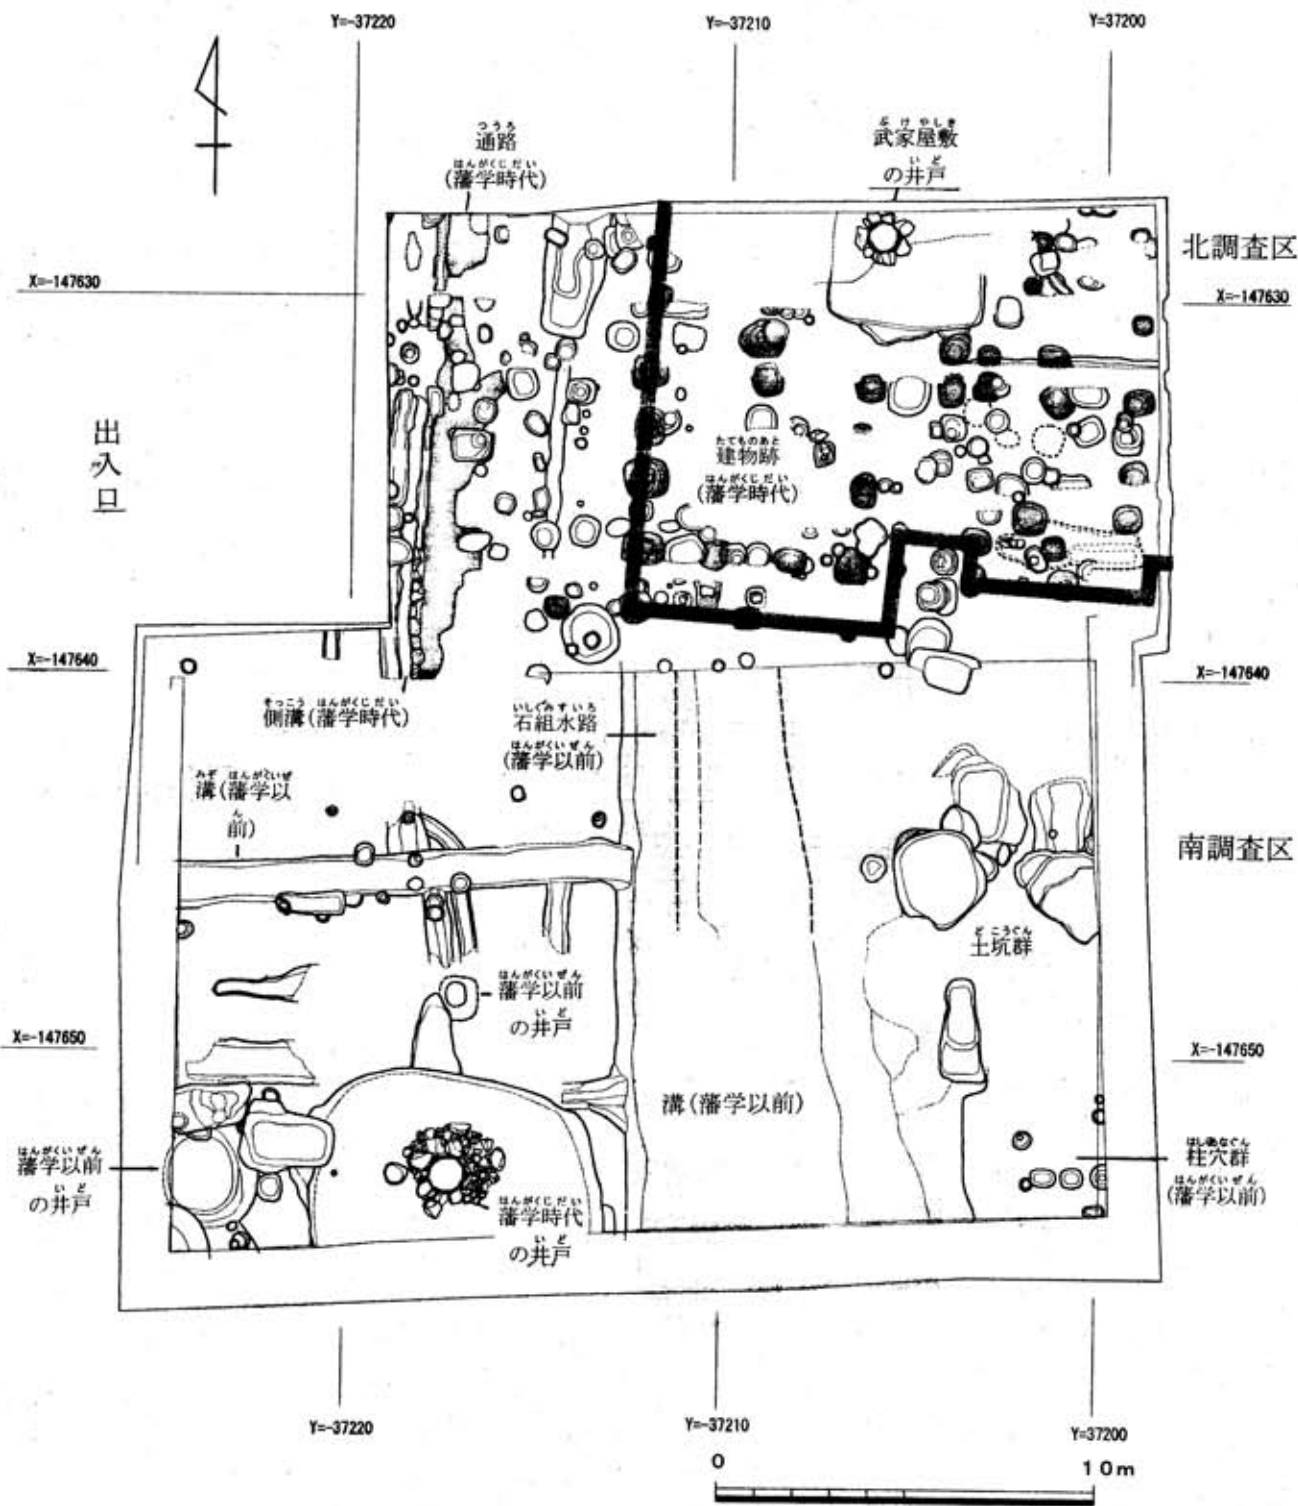 Y=-37220
Y=-37210
Y=-37200
つうろ
通路
はんがくじだい
(藩学時代)
ぶけやしき
武家屋敷
いど
の井戸
北調査区
X=-147630
X=-147630
出入口
たてものあと
建物跡
はんがくじだい
(藩学時代)
X=-147640
X=-147640
そっこう はんがくじだい
側溝(藩学時代)
いしぐみすいろ
石組水路
はんがくいぜん
(藩学以前)
みぞ はんがくいぜ
溝(藩学以
ん
前)
南調査区
どこうぐん
土坑群
はんがくいぜん
藩学以前
いど
の井戸
X=-147650
X=-147650
溝(藩学以前)
はんがくいぜん
藩学以前
いど
の井戸
はしらあなぐん
柱穴群
はんがくいぜん
(藩学以前)
はんがくじだい
藩学時代
いど
の井戸
Y=-37220
Y=-37210
Y=37200
0 10m